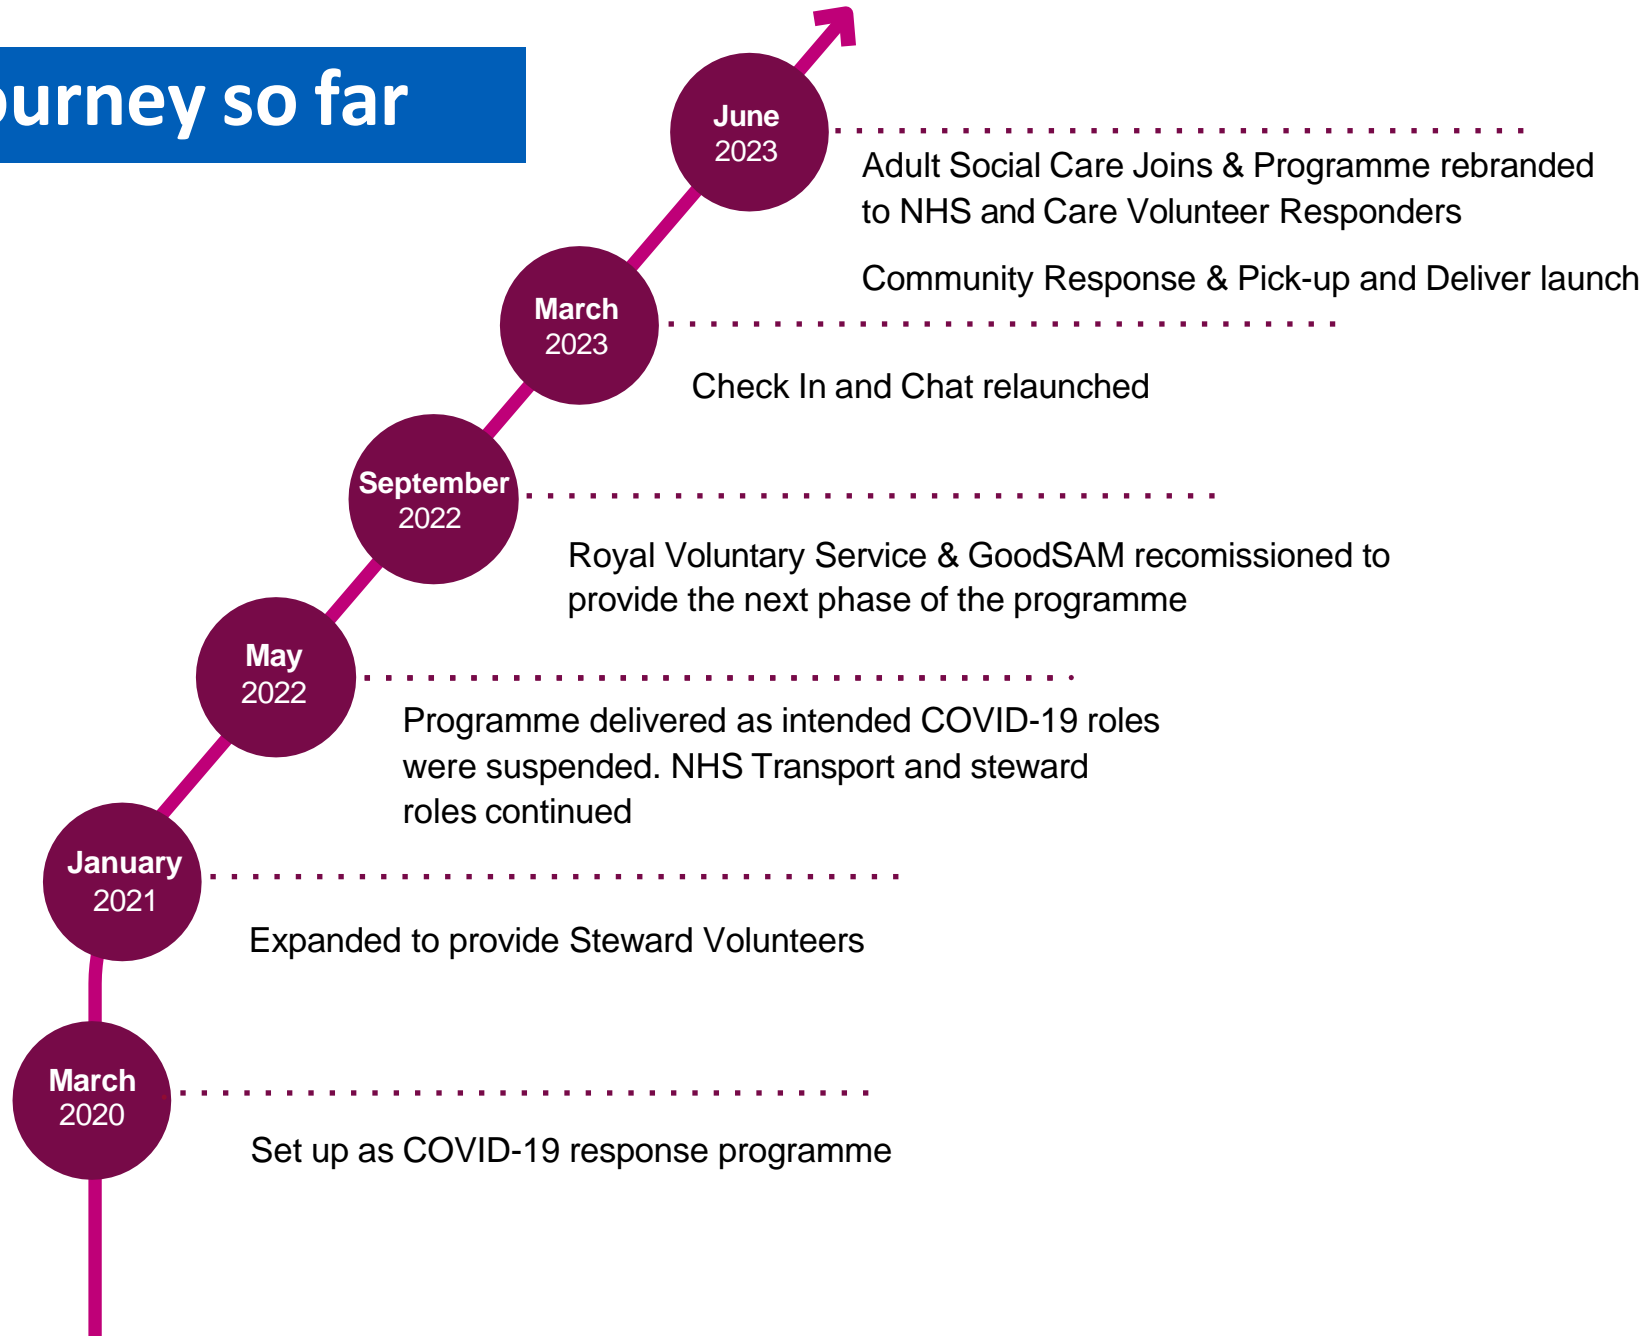 ourney so far
June
2023
Adult Social Care Joins & Programme rebranded
to NHS and Care Volunteer Responders
Community Response & Pick-up and Deliver launch
March
2023
Check In and Chat relaunched
September
2022
Royal Voluntary Service & GoodSAM recomissioned to
provide the next phase of the programme
May
2022
Programme delivered as intended COVID-19 roles
were suspended. NHS Transport and steward
roles continued
January
2021
Expanded to provide Steward Volunteers
March
2020
Set up as COVID-19 response programme